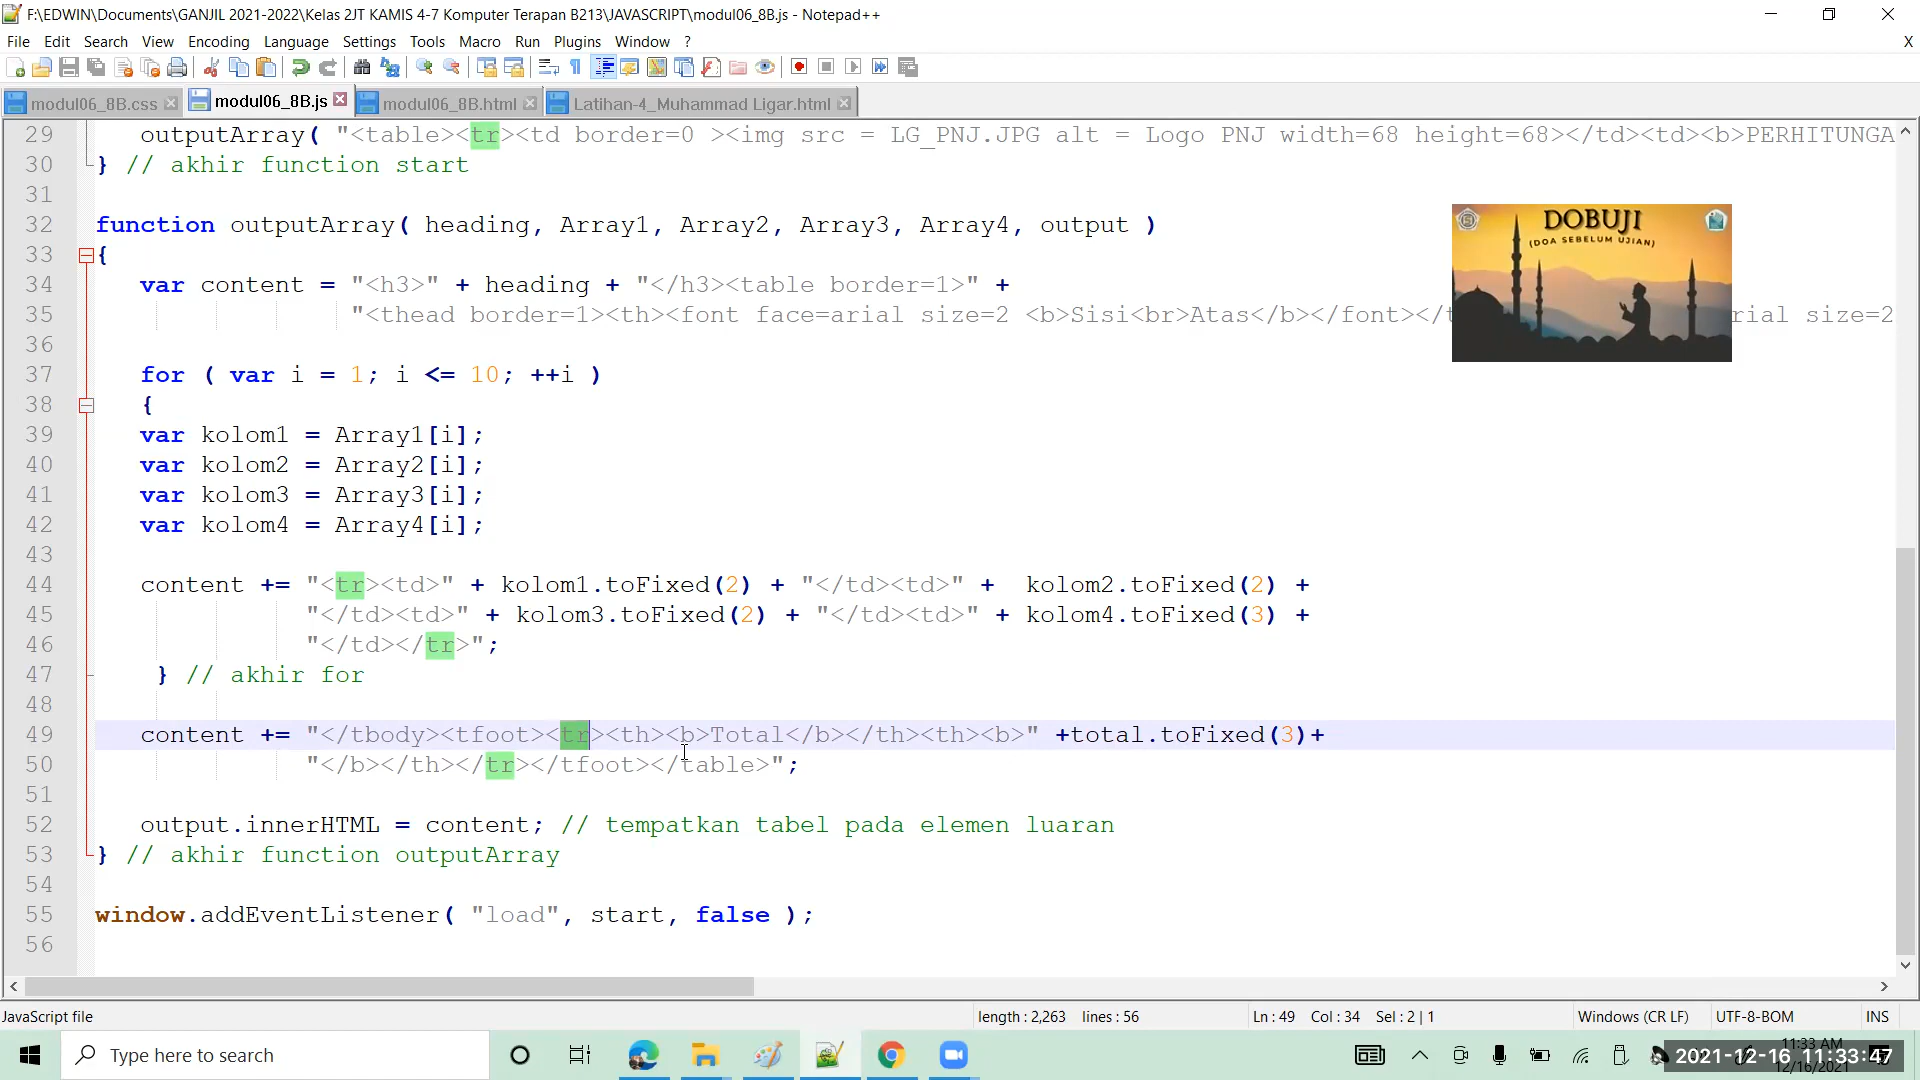 F:\EDWIN\Documents\GANJIL 2021-2022\Kelas 2JT KAMIS 4-7 Komputer Terapan B213\JAVASCRIPT\modul06_8B.js - Notepad++
File Edit Search View Encoding Language Settings Tools Macro Run Plugins Window ? X
modul06_8B.css modul06_8B.js modul06_8B.html Latihan-4_Muhammad Ligar.html
29 outputArray( "<table><tr><td border=0 ><img src = LG_PNJ.JPG alt = Logo PNJ width=68 height=68></td><td><b>PERHITUNGA
30 } // akhir function start
31
32 function outputArray( heading, Array1, Array2, Array3, Array4, output )
33 {
34 var content = "<h3>" + heading + "</h3><table border=1>" +
35 "<thead border=1><th><font face=arial size=2 <b>Sisi<br>Atas</b></font></t rial size=2
DOBUJI
(DOA SEBELUM UJIAN)
36
37 for ( var i = 1; i <= 10; ++i )
38 {
39 var kolom1 = Array1[i];
40 var kolom2 = Array2[i];
41 var kolom3 = Array3[i];
42 var kolom4 = Array4[i];
43
44 content += "<tr><td>" + kolom1.toFixed(2) + "</td><td>" + kolom2.toFixed(2) +
45 "</td><td>" + kolom3.toFixed(2) + "</td><td>" + kolom4.toFixed(3) +
46 "</td></tr>";
47 } // akhir for
48
49 content += "</tbody><tfoot><tr><th><b>Total</b></th><th><b>" +total.toFixed(3)+
50 "</b></th></tr></tfoot></table>";
51
52 output.innerHTML = content; // tempatkan tabel pada elemen luaran
53 } // akhir function outputArray
54
55 window.addEventListener( "load", start, false );
56
JavaScript file length : 2,263 lines : 56 Ln : 49 Col : 34 Sel : 2 | 1 Windows (CR LF) UTF-8-BOM INS
Type here to search
11:33 AM
2021-12-16 11:33:47
12/16/2021